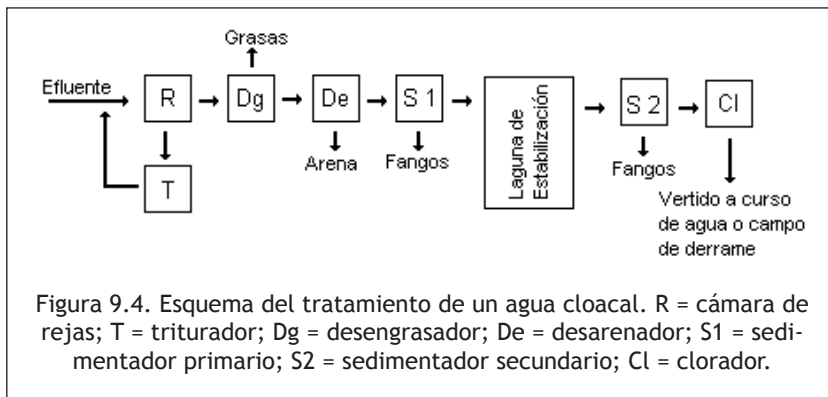 Grasas
Efluente
R
Dg
De
S 1
Laguna de
Estabilización
S 2
Cl
T
Arena
Fangos
Fangos
Vertido a curso
de agua o campo
de derrame
Figura 9.4. Esquema del tratamiento de un agua cloacal. R = cámara de
rejas; T = triturador; Dg = desengrasador; De = desarenador; S1 = sedi-
mentador primario; S2 = sedimentador secundario; Cl = clorador.